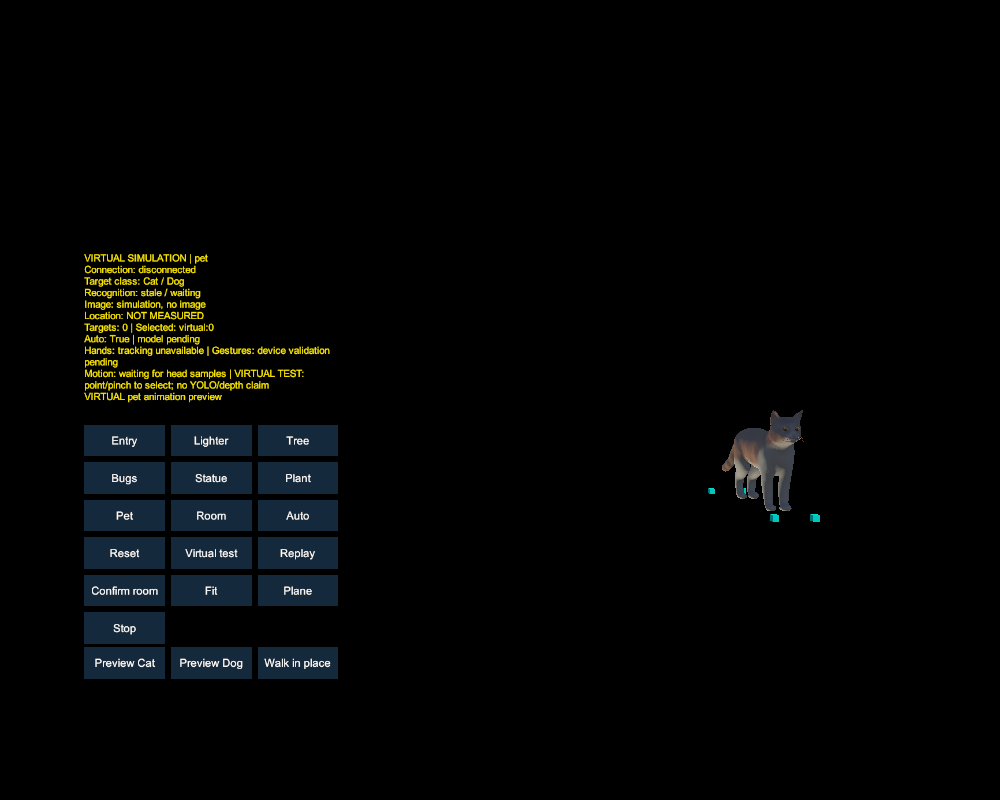 VIRTUAL SIMULATION | pet
Connection: disconnected
Target class: Cat / Dog
Recognition: stale / waiting
Image: simulation, no image
Location: NOT MEASURED
Targets: 0 | Selected: virtual:0
Auto: True | model pending
Hands: tracking unavailable | Gestures: device validation
pending
Motion: waiting for head samples | VIRTUAL TEST:
point/pinch to select; no YOLO/depth claim
VIRTUAL pet animation preview
Entry
Lighter
Tree
Bugs
Statue
Plant
Pet
Room
Auto
Reset
Virtual test
Replay
Confirm room
Fit
Plane
Stop
Preview Cat
Preview Dog
Walk in place